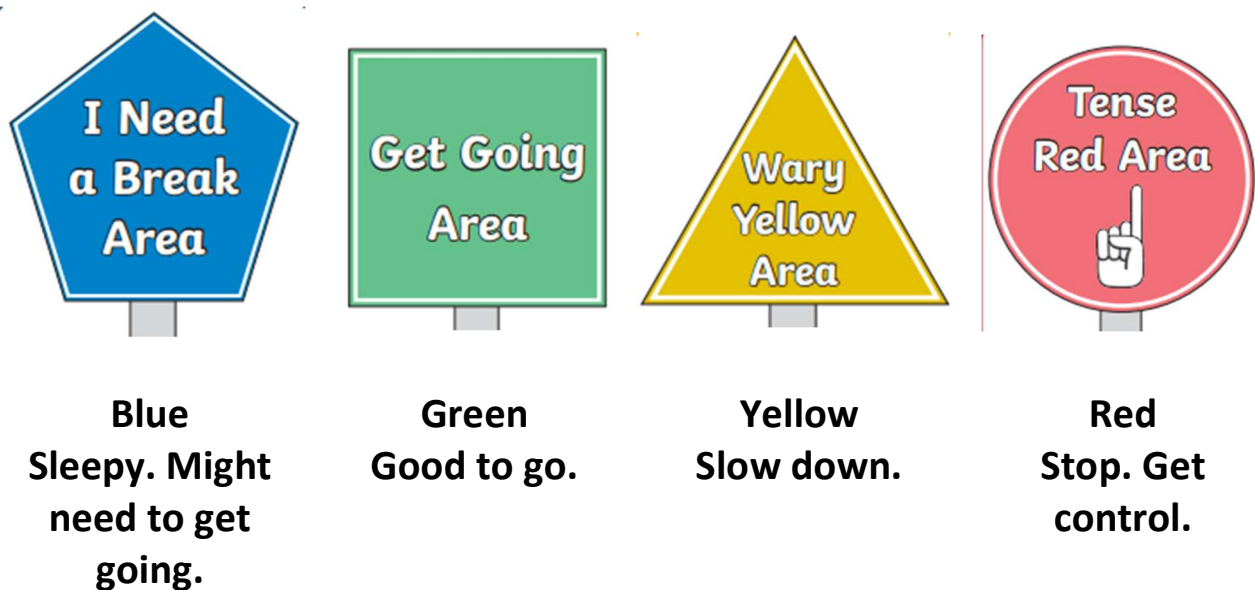 I Need
a Break
Area
Get Going
Area
Wary
Yellow
Area
Tense
Red Area
Blue
Sleepy. Might
need to get
going.
Green
Good to go.
Yellow
Slow down.
Red
Stop. Get
control.